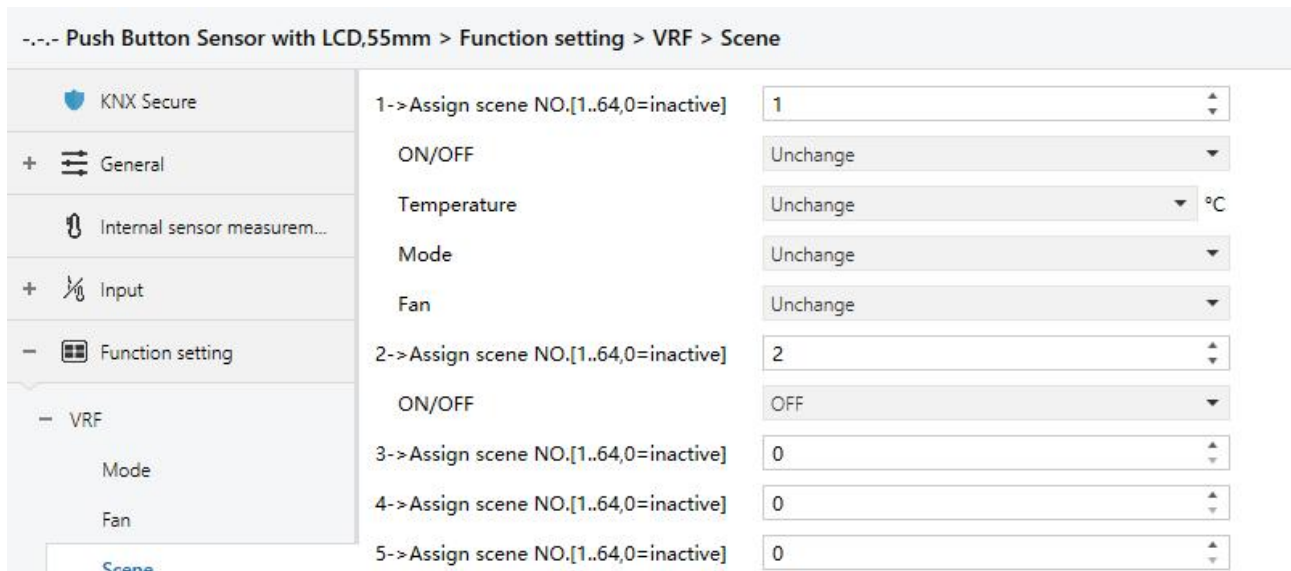 -.-.- Push Button Sensor with LCD,55mm > Function setting > VRF > Scene
KNX Secure
+ General
Internal sensor measurem...
+ Input
− Function setting
− VRF
Mode
Fan
Scene
1->Assign scene NO.[1..64,0=inactive] 1
ON/OFF Unchange
Temperature Unchange °C
Mode Unchange
Fan Unchange
2->Assign scene NO.[1..64,0=inactive] 2
ON/OFF OFF
3->Assign scene NO.[1..64,0=inactive] 0
4->Assign scene NO.[1..64,0=inactive] 0
5->Assign scene NO.[1..64,0=inactive] 0